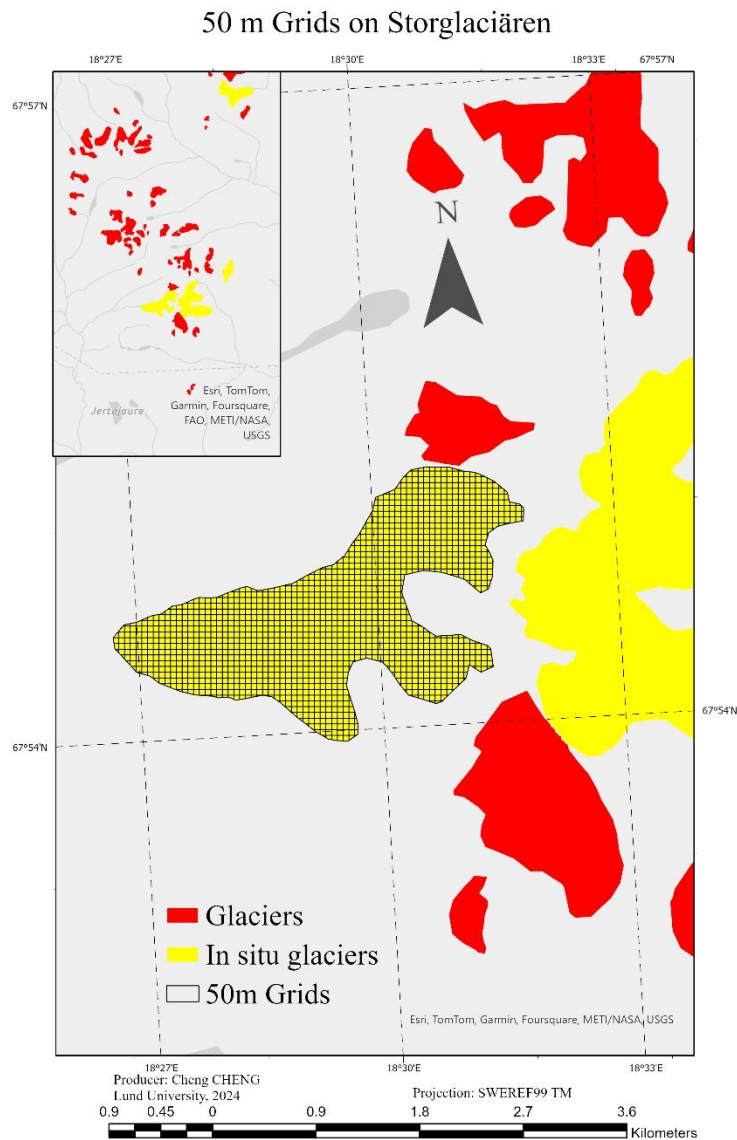 50 m Grids on Storglaciären
18°27'E
18°30'E
18°33'E
67°57'N
67°57'N
N
Esri, TomTom,
Garmin, Foursquare,
FAO, METI/NASA,
USGS
Jertajaure
67°54'N
67°54'N
Glaciers
In situ glaciers
50m Grids
Esri, TomTom, Garmin, Foursquare, METI/NASA, USGS
18°27'E
18°30'E
18°33'E
Producer: Cheng CHENG
Lund University, 2024
Projection: SWEREF99 TM
0.9 0.45 0 0.9 1.8 2.7 3.6
Kilometers